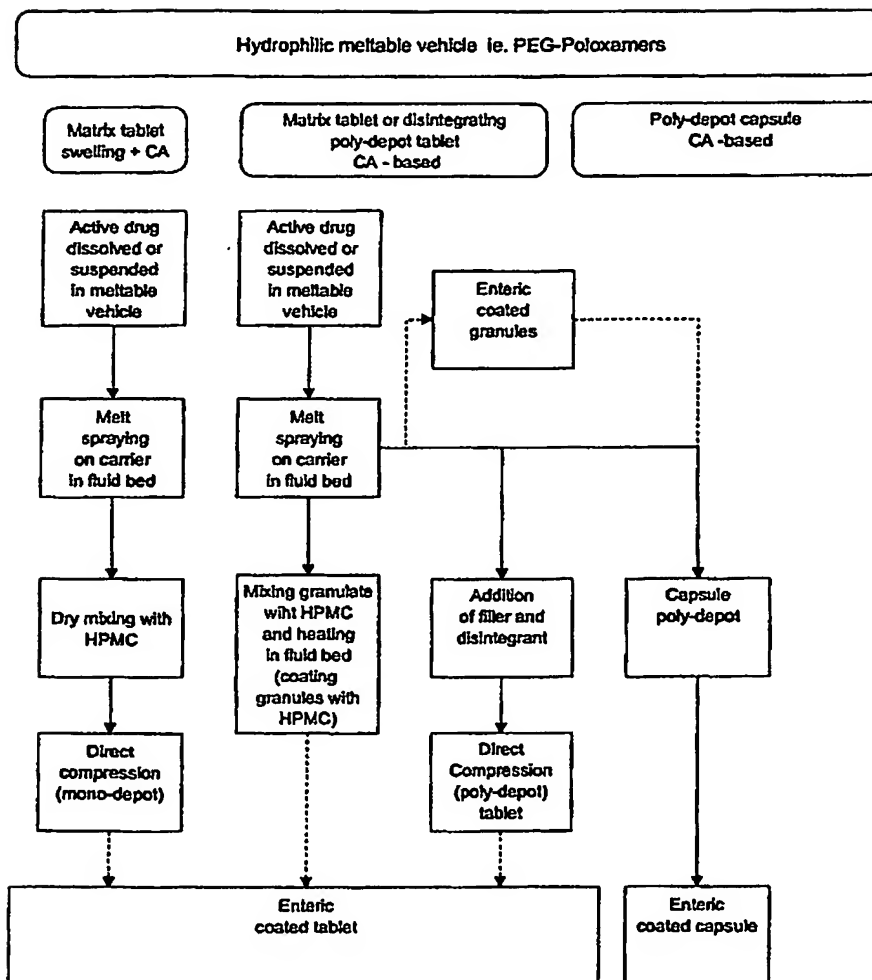 Hydrophilic meltable vehicle ie. PEG-Poloxamers
Matrix tablet
swelling + CA
Matrix tablet or disintegrating
poly-depot tablet
CA - based
Poly-depot capsule
CA -based
Active drug
dissolved or
suspended
in meltable
vehicle
Active drug
dissolved or
suspended
in meltable
vehicle
Enteric
coated
granules
Melt
spraying
on carrier
in fluid bed
Melt
spraying
on carrier
in fluid bed
Dry mixing with
HPMC
Mixing granulate
wiht HPMC
and heating
in fluid bed
(coating
granules with
HPMC)
Addition
of filler and
disintegrant
Capsule
poly-depot
Direct
compression
(mono-depot)
Direct
Compression
(poly-depot)
tablet
Enteric
coated tablet
Enteric
coated capsule